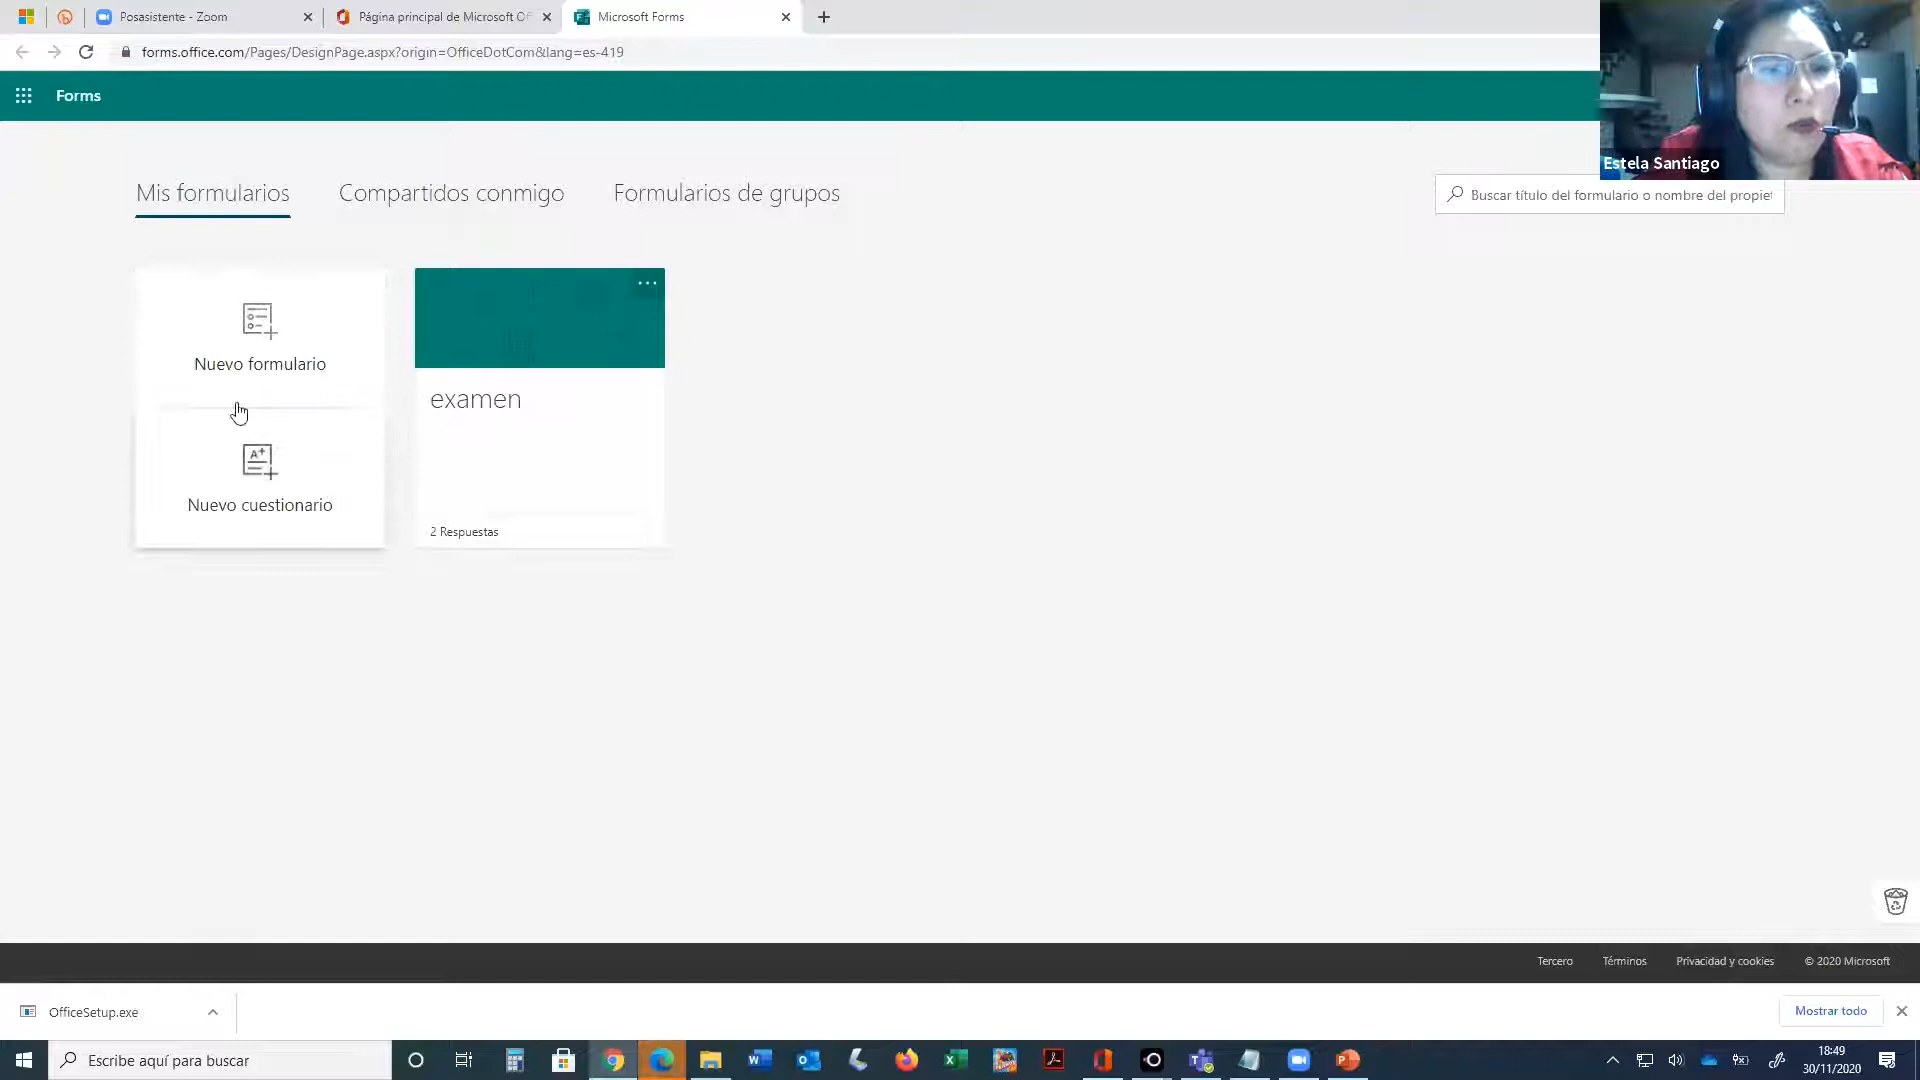 Posasistente - Zoom
Página principal de Microsoft Of
Microsoft Forms
forms.office.com/Pages/DesignPage.aspx?origin=OfficeDotCom&lang=es-419
Forms
Estela Santiago
Mis formularios
Compartidos conmigo
Formularios de grupos
Buscar título del formulario o nombre del propiet
Nuevo formulario
examen
A+
Nuevo cuestionario
2 Respuestas
Tercero
Términos
Privacidad y cookies
© 2020 Microsoft
OfficeSetup.exe
Mostrar todo
Escribe aquí para buscar
18:49
30/11/2020